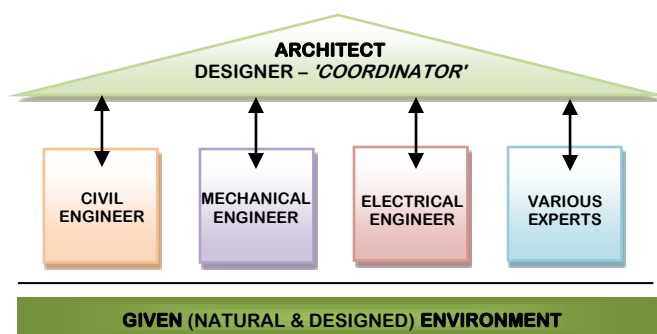 ARCHITECT
DESIGNER – 'COORDINATOR'
CIVIL
ENGINEER
MECHANICAL
ENGINEER
ELECTRICAL
ENGINEER
VARIOUS
EXPERTS
GIVEN (NATURAL & DESIGNED) ENVIRONMENT